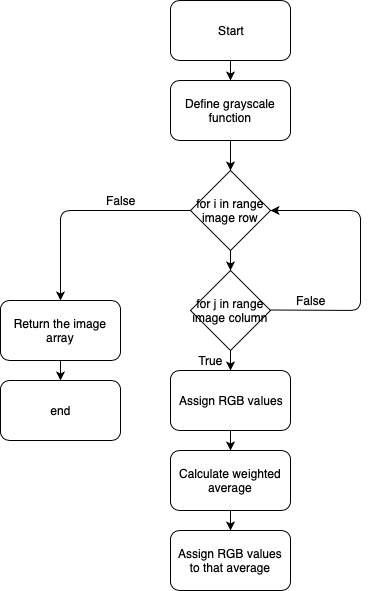 Start
Define grayscale
function
for i in range
image row
False
for j in range
image column
False
True
Return the image
array
end
Assign RGB values
Calculate weighted
average
Assign RGB values
to that average